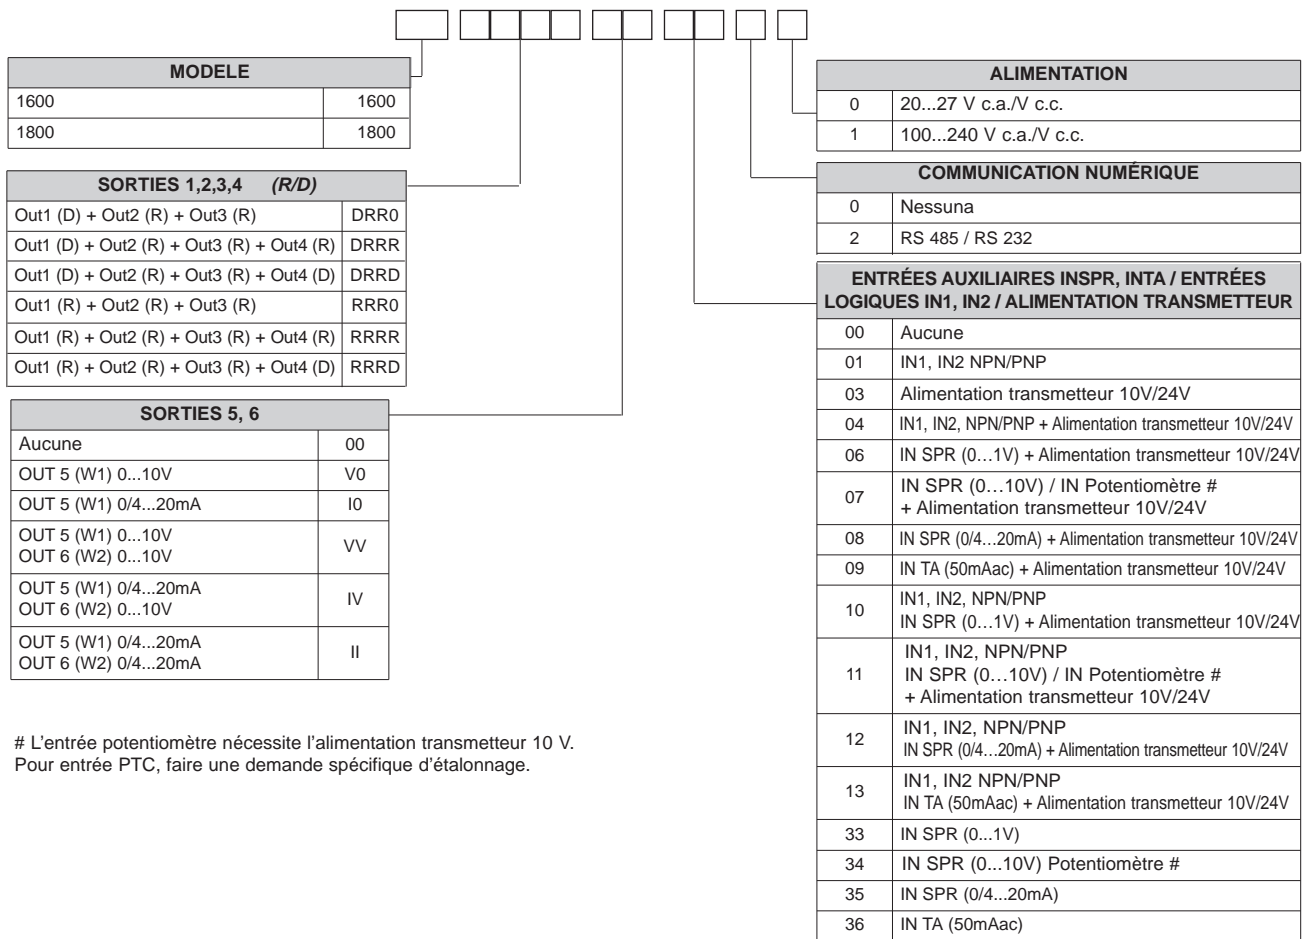 MODELE
1600 1600
1800 1800
SORTIES 1,2,3,4 (R/D)
Out1 (D) + Out2 (R) + Out3 (R) DRR0
Out1 (D) + Out2 (R) + Out3 (R) + Out4 (R) DRRR
Out1 (D) + Out2 (R) + Out3 (R) + Out4 (D) DRRD
Out1 (R) + Out2 (R) + Out3 (R) RRR0
Out1 (R) + Out2 (R) + Out3 (R) + Out4 (R) RRRR
Out1 (R) + Out2 (R) + Out3 (R) + Out4 (D) RRRD
SORTIES 5, 6
Aucune 00
OUT 5 (W1) 0...10V V0
OUT 5 (W1) 0/4...20mA I0
OUT 5 (W1) 0...10V
OUT 6 (W2) 0...10V VV
OUT 5 (W1) 0/4...20mA
OUT 6 (W2) 0...10V IV
OUT 5 (W1) 0/4...20mA
OUT 6 (W2) 0/4...20mA II
# L’entrée potentiomètre nécessite l’alimentation transmetteur 10 V.
Pour entrée PTC, faire une demande spécifique d’étalonnage.
ALIMENTATION
0 20...27 V c.a./V c.c.
1 100...240 V c.a./V c.c.
COMMUNICATION NUMÉRIQUE
0 Nessuna
2 RS 485 / RS 232
ENTRÉES AUXILIAIRES INSPR, INTA / ENTRÉES
LOGIQUES IN1, IN2 / ALIMENTATION TRANSMETTEUR
00 Aucune
01 IN1, IN2 NPN/PNP
03 Alimentation transmetteur 10V/24V
04 IN1, IN2, NPN/PNP + Alimentation transmetteur 10V/24V
06 IN SPR (0…1V) + Alimentation transmetteur 10V/24V
07 IN SPR (0…10V) / IN Potentiomètre #
+ Alimentation transmetteur 10V/24V
08 IN SPR (0/4…20mA) + Alimentation transmetteur 10V/24V
09 IN TA (50mAac) + Alimentation transmetteur 10V/24V
10 IN1, IN2, NPN/PNP
IN SPR (0…1V) + Alimentation transmetteur 10V/24V
11 IN1, IN2, NPN/PNP
IN SPR (0…10V) / IN Potentiomètre #
+ Alimentation transmetteur 10V/24V
12 IN1, IN2, NPN/PNP
IN SPR (0/4…20mA) + Alimentation transmetteur 10V/24V
13 IN1, IN2 NPN/PNP
IN TA (50mAac) + Alimentation transmetteur 10V/24V
33 IN SPR (0...1V)
34 IN SPR (0...10V) Potentiomètre #
35 IN SPR (0/4...20mA)
36 IN TA (50mAac)